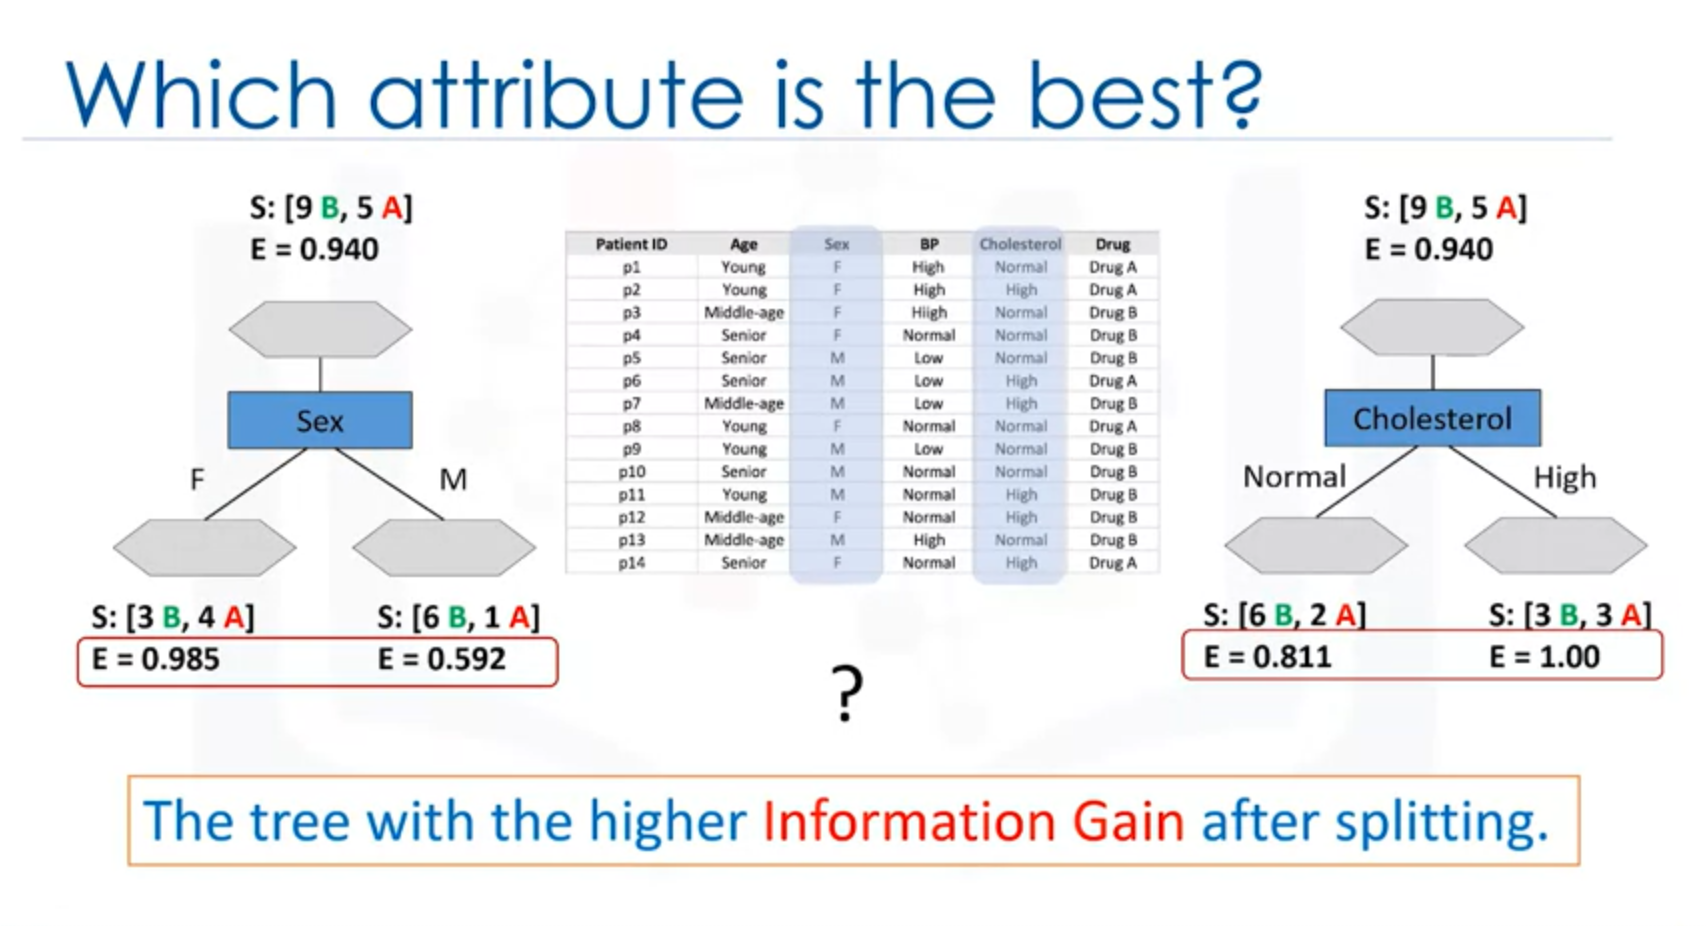 Which attribute is the best?
S: [9 B, 5 A]
E = 0.940
Sex
F
M
S: [3 B, 4 A]
S: [6 B, 1 A]
E = 0.985
E = 0.592
Patient ID Age Sex BP Cholesterol Drug
p1 Young F High Normal Drug A
p2 Young F High High Drug A
p3 Middle-age F Hiigh Normal Drug B
p4 Senior F Normal Normal Drug B
p5 Senior M Low Normal Drug B
p6 Senior M Low High Drug A
p7 Middle-age M Low High Drug B
p8 Young F Normal Normal Drug A
p9 Young M Low Normal Drug B
p10 Senior M Normal Normal Drug B
p11 Young M Normal High Drug B
p12 Middle-age F Normal High Drug B
p13 Middle-age M High Normal Drug B
p14 Senior F Normal High Drug A
?
S: [9 B, 5 A]
E = 0.940
Cholesterol
Normal
High
S: [6 B, 2 A]
S: [3 B, 3 A]
E = 0.811
E = 1.00
The tree with the higher Information Gain after splitting.